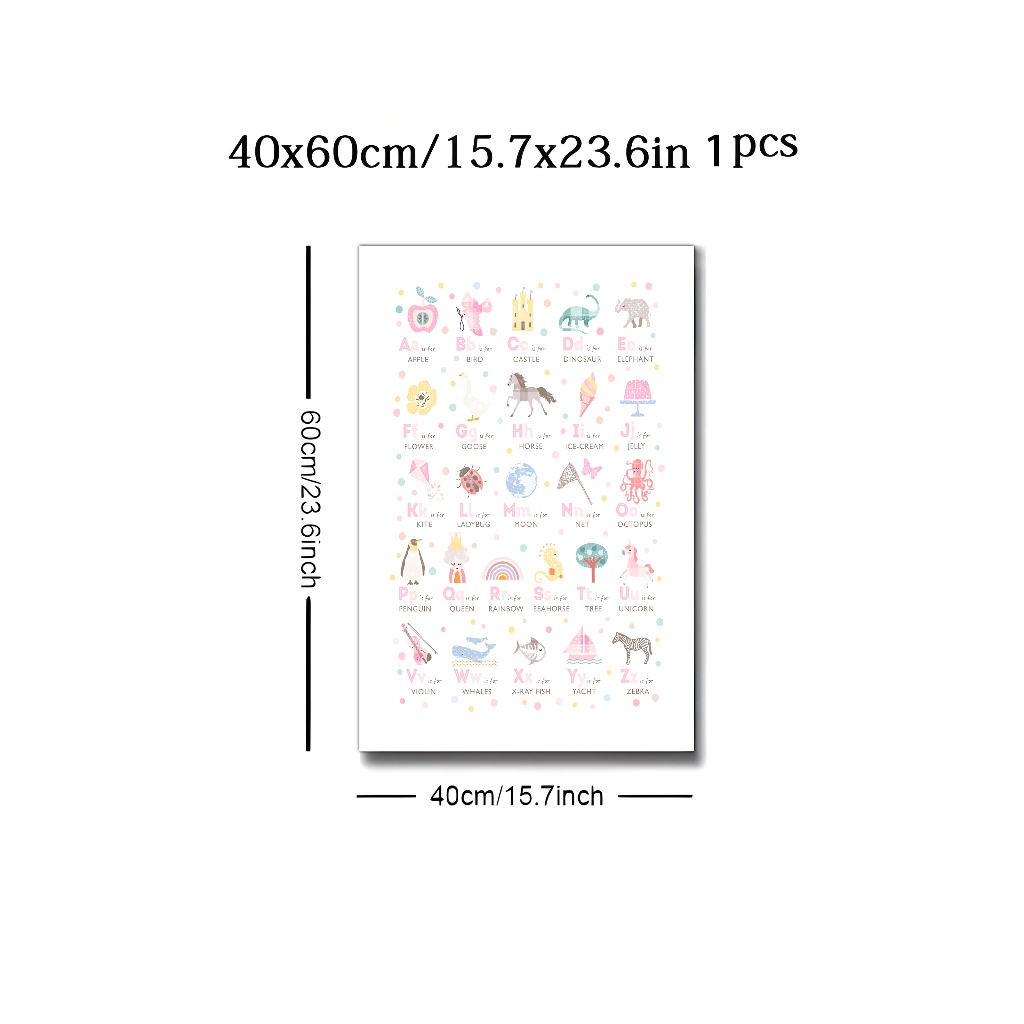 40x60cm/15.7x23.6in 1pcs
60cm/23.6inch
Aa is for Bb is for Cc is for Dd is for Ee is for
APPLE BIRD CASTLE DINOSAUR ELEPHANT
Ff is for Gg is for Hh is for Ii is for Jj is for
FLOWER GOOSE HORSE ICE-CREAM JELLY
Kk is for Ll is for Mm is for Nn is for Oo is for
KITE LADYBUG MOON NET OCTOPUS
Pp is for Qq is for Rr is for Ss is for Tt is for Uu is for
PENGUIN QUEEN RAINBOW SEAHORSE TREE UNICORN
Vv is for Ww is for Xx is for Yy is for Zz is for
VIOLIN WHALES X-RAY FISH YACHT ZEBRA
40cm/15.7inch